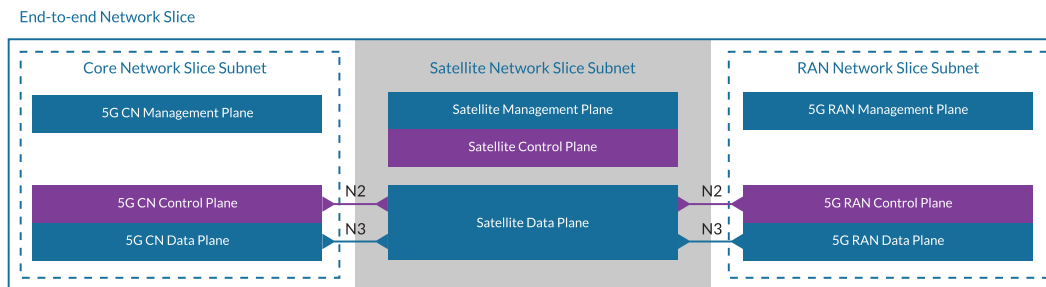 End-to-end Network Slice
Core Network Slice Subnet
Satellite Network Slice Subnet
RAN Network Slice Subnet
5G CN Management Plane
Satellite Management Plane
5G RAN Management Plane
Satellite Control Plane
N2
N2
5G CN Control Plane
5G RAN Control Plane
Satellite Data Plane
N3
N3
5G CN Data Plane
5G RAN Data Plane